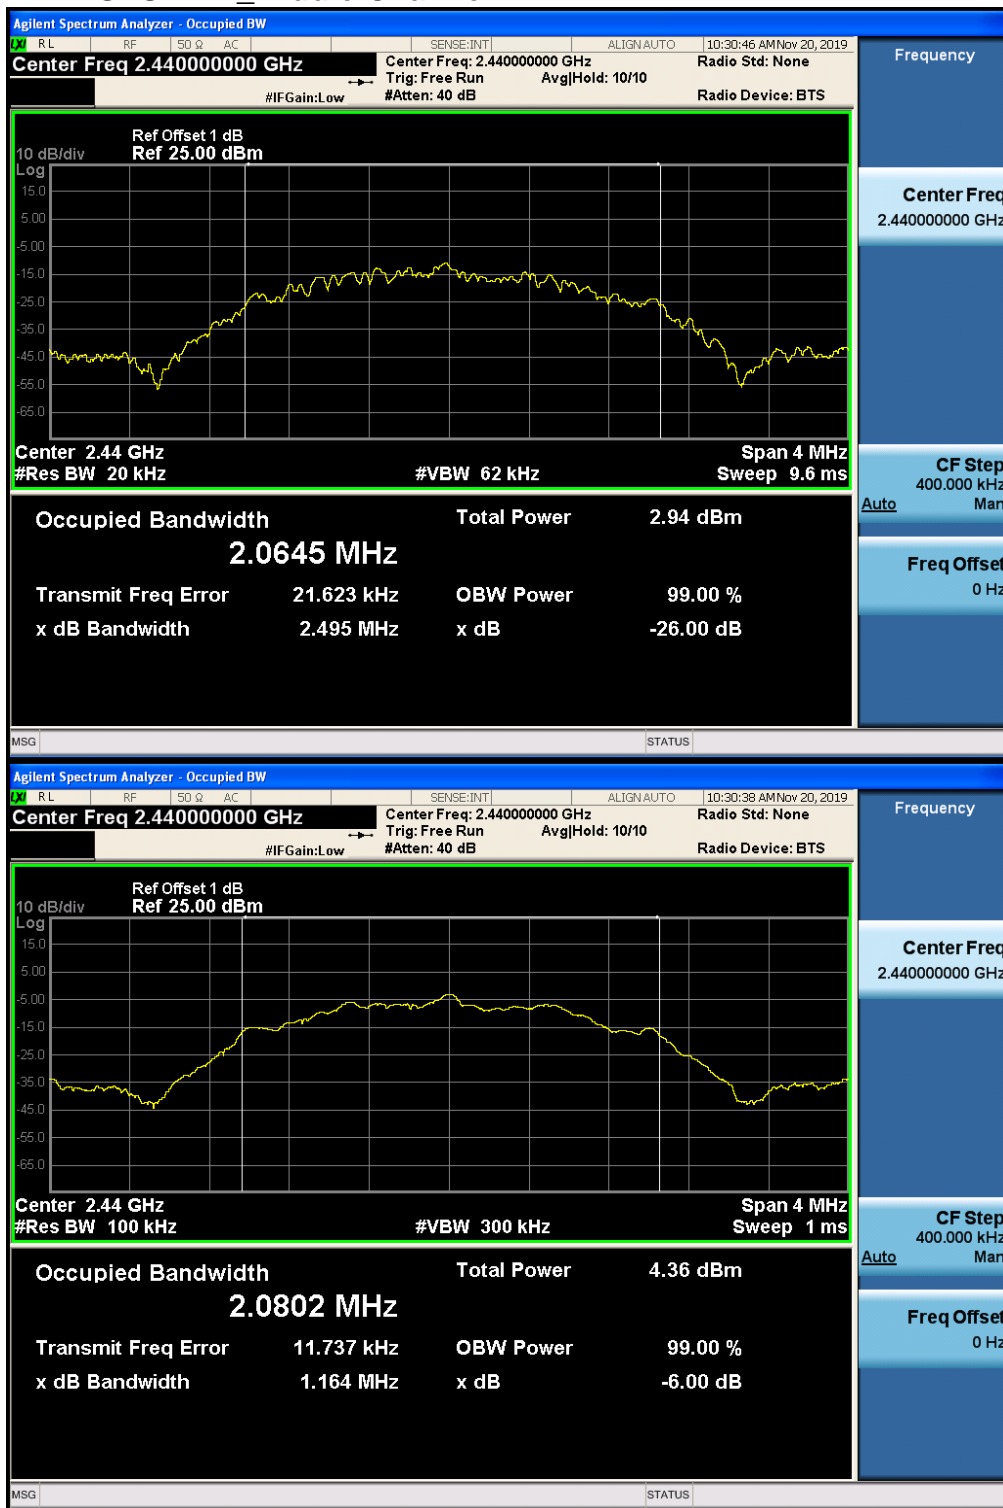 Agilent Spectrum Analyzer - Occupied BW
LXI RL RF 50 Ω AC SENSE:INT ALIGN AUTO 10:30:46 AM Nov 20, 2019
Center Freq 2.440000000 GHz
Center Freq: 2.440000000 GHz
Radio Std: None
Trig: Free Run Avg|Hold: 10/10
#IFGain:Low #Atten: 40 dB
Radio Device: BTS
Frequency
Ref Offset 1 dB
10 dB/div Ref 25.00 dBm
Log
15.0
5.00
-5.00
-15.0
-25.0
-35.0
-45.0
-55.0
-65.0
Center 2.44 GHz Span 4 MHz
#Res BW 20 kHz #VBW 62 kHz Sweep 9.6 ms
Center Freq
2.440000000 GHz
CF Step
400.000 kHz
Auto Man
Freq Offset
0 Hz
Occupied Bandwidth Total Power 2.94 dBm
2.0645 MHz
Transmit Freq Error 21.623 kHz OBW Power 99.00 %
x dB Bandwidth 2.495 MHz x dB -26.00 dB
MSG STATUS
Agilent Spectrum Analyzer - Occupied BW
LXI RL RF 50 Ω AC SENSE:INT ALIGN AUTO 10:30:38 AM Nov 20, 2019
Center Freq 2.440000000 GHz
Center Freq: 2.440000000 GHz
Radio Std: None
Trig: Free Run Avg|Hold: 10/10
#IFGain:Low #Atten: 40 dB
Radio Device: BTS
Frequency
Ref Offset 1 dB
10 dB/div Ref 25.00 dBm
Log
15.0
5.00
-5.00
-15.0
-25.0
-35.0
-45.0
-55.0
-65.0
Center 2.44 GHz Span 4 MHz
#Res BW 100 kHz #VBW 300 kHz Sweep 1 ms
Center Freq
2.440000000 GHz
CF Step
400.000 kHz
Auto Man
Freq Offset
0 Hz
Occupied Bandwidth Total Power 4.36 dBm
2.0802 MHz
Transmit Freq Error 11.737 kHz OBW Power 99.00 %
x dB Bandwidth 1.164 MHz x dB -6.00 dB
MSG STATUS